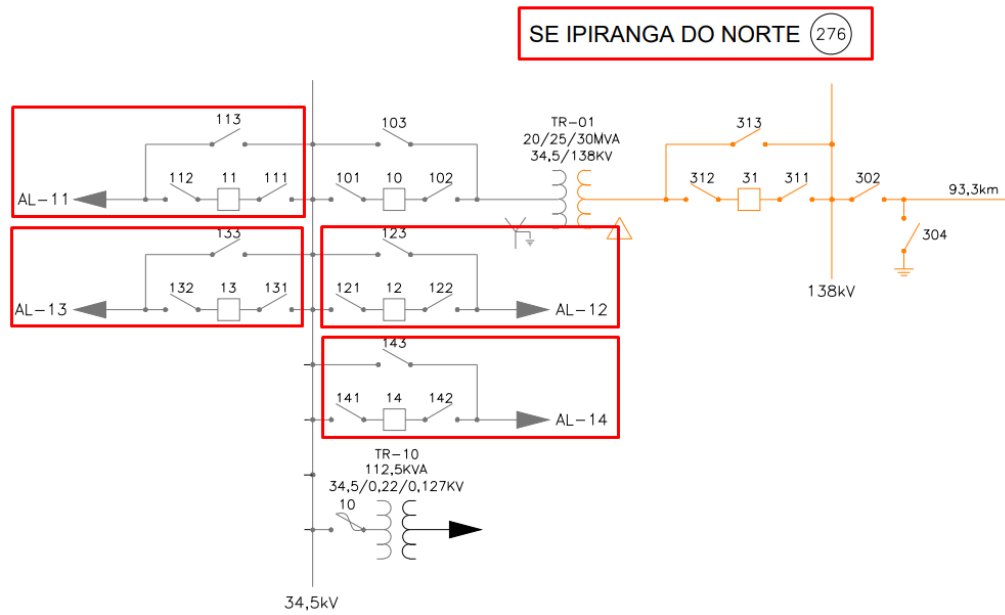 SE IPIRANGA DO NORTE 276
113
103
TR-01
20/25/30MVA
34,5/138KV
313
112 11 111
101 10 102
312 31 311
302
93,3km
AL-11
133
123
304
132 13 131
121 12 122
138kV
AL-13
AL-12
143
141 14 142
AL-14
TR-10
112,5KVA
34,5/0,22/0,127KV
10
34,5kV